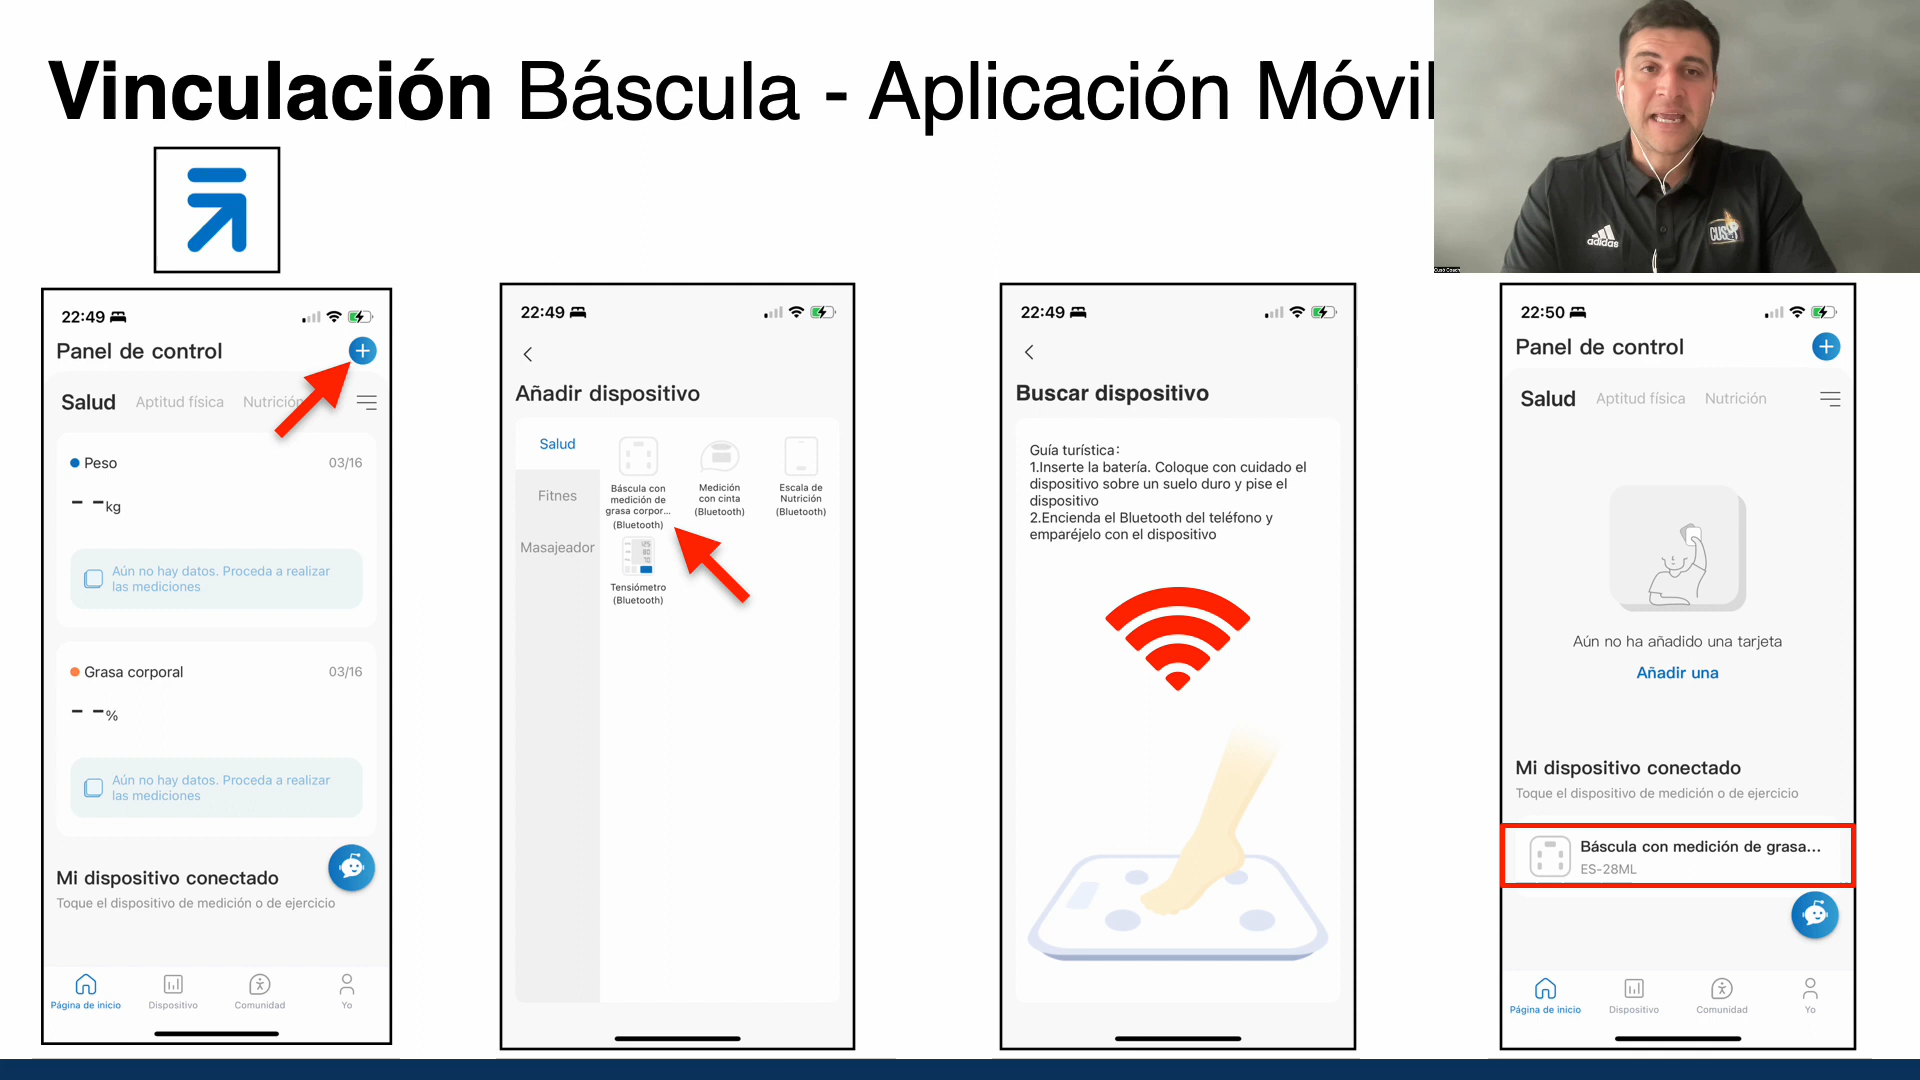 Vinculación Báscula - Aplicación Móvil
adidas
CUS
Cusó Coach
22:49
Panel de control
Salud Aptitud física Nutrición
Peso 03/16
- - kg
Aún no hay datos. Proceda a realizar
las mediciones
Grasa corporal 03/16
- - %
Aún no hay datos. Proceda a realizar
las mediciones
Mi dispositivo conectado
Toque el dispositivo de medición o de ejercicio
Página de inicio Dispositivo Comunidad Yo
22:49
Añadir dispositivo
Salud
Fitnes
Masajeador
Báscula con
medición de
grasa corpor...
(Bluetooth)
Medición
con cinta
(Bluetooth)
Escala de
Nutrición
(Bluetooth)
125
80
70
Tensiómetro
(Bluetooth)
22:49
Buscar dispositivo
Guía turística:
1.Inserte la batería. Coloque con cuidado el
dispositivo sobre un suelo duro y pise el
dispositivo
2.Encienda el Bluetooth del teléfono y
emparéjelo con el dispositivo
22:50
Panel de control
Salud Aptitud física Nutrición
Aún no ha añadido una tarjeta
Añadir una
Mi dispositivo conectado
Toque el dispositivo de medición o de ejercicio
Báscula con medición de grasa...
ES-28ML
Página de inicio Dispositivo Comunidad Yo